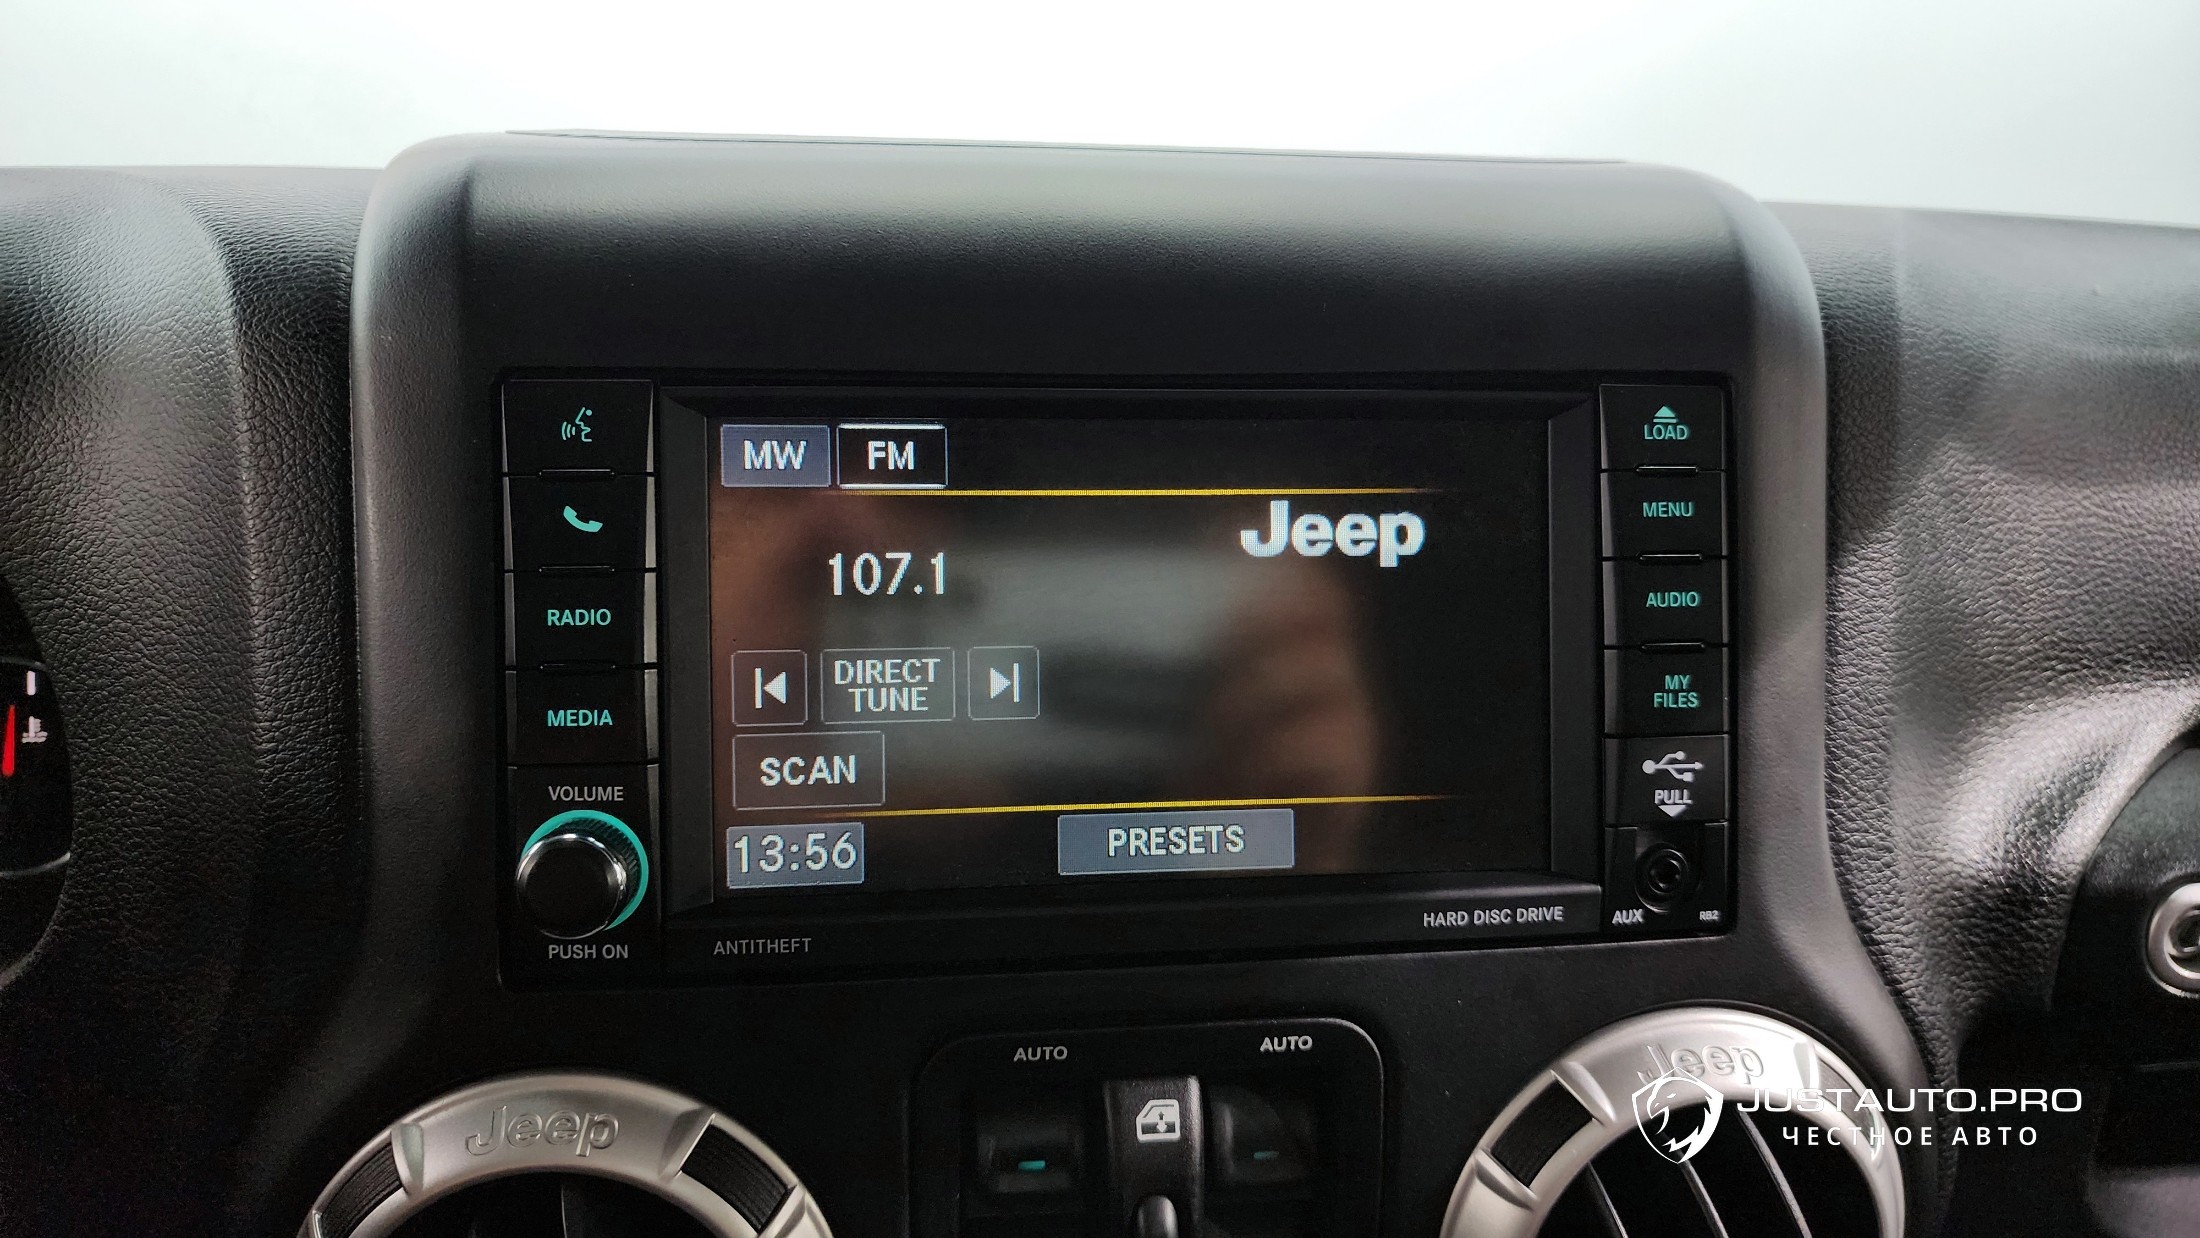 MW
FM
Jeep
107.1
DIRECT
TUNE
SCAN
13:56
PRESETS
RADIO
MEDIA
VOLUME
PUSH ON
LOAD
MENU
AUDIO
MY
FILES
PULL
AUX
RB2
ANTITHEFT
HARD DISC DRIVE
AUTO
AUTO
Jeep
Jeep
JUSTAUTO.PRO
ЧЕСТНОЕ АВТО